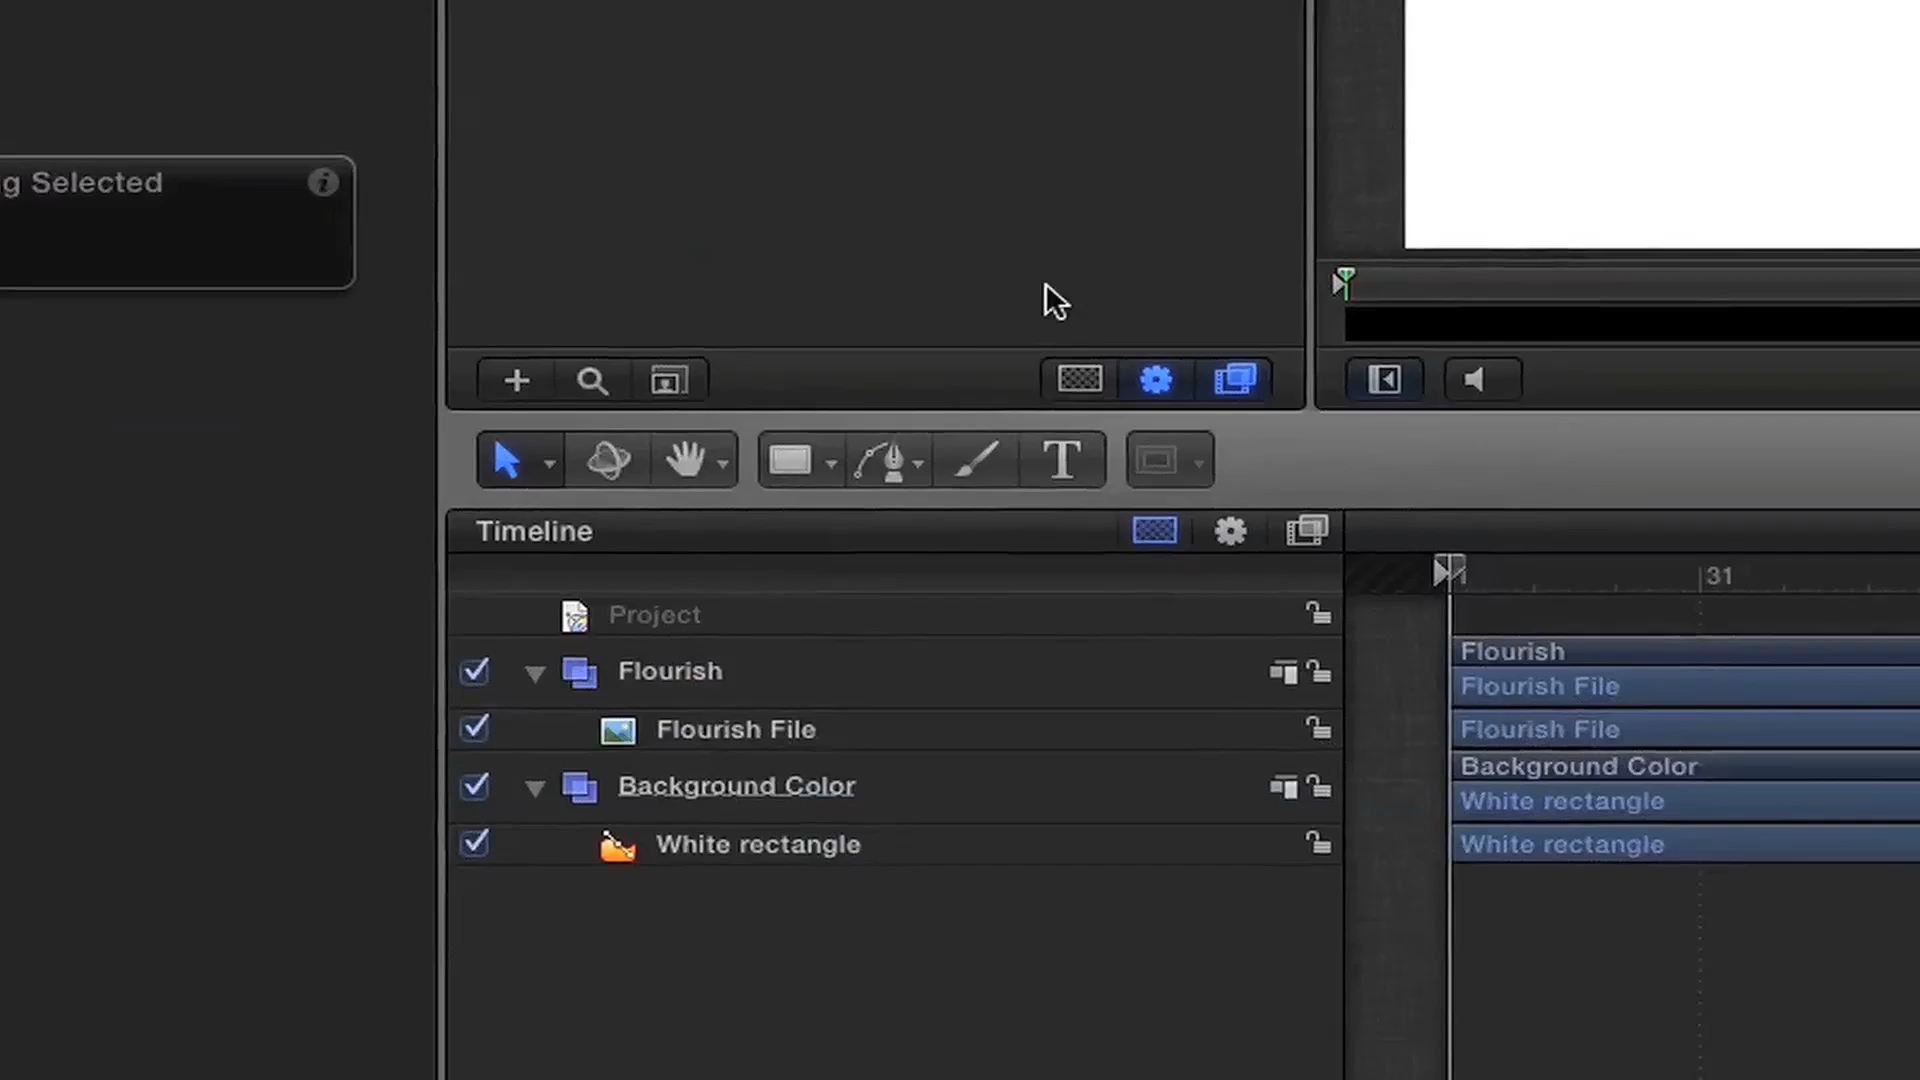 g Selected
T
Timeline
31
Project
Flourish
Flourish File
Background Color
White rectangle
Flourish
Flourish File
Flourish File
Background Color
White rectangle
White rectangle